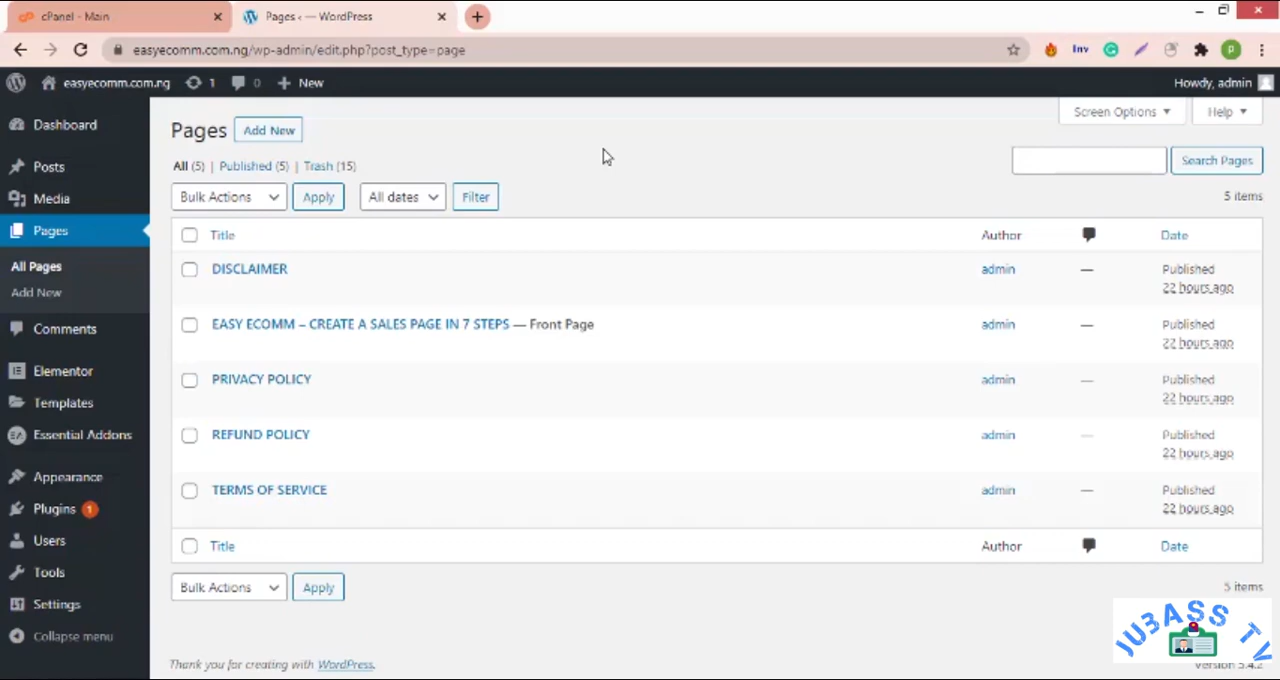 cPanel - Main
Pages ‹ — WordPress
easyecomm.com.ng/wp-admin/edit.php?post_type=page
Inv
p
easyecomm.com.ng
1
0
New
Howdy, admin
Dashboard
Posts
Media
Pages
All Pages
Add New
Comments
Elementor
Templates
Essential Addons
Appearance
Plugins 1
Users
Tools
Settings
Collapse menu
Screen Options
Help
Pages
Add New
All (5) | Published (5) | Trash (15)
Search Pages
Bulk Actions
Apply
All dates
Filter
5 items
Title Author Date
DISCLAIMER admin — Published
22 hours ago
EASY ECOMM – CREATE A SALES PAGE IN 7 STEPS — Front Page admin — Published
22 hours ago
PRIVACY POLICY admin — Published
22 hours ago
REFUND POLICY admin — Published
22 hours ago
TERMS OF SERVICE admin — Published
22 hours ago
Title Author Date
Bulk Actions
Apply
5 items
JUBASS TV
Thank you for creating with WordPress.
Version 5.4.2